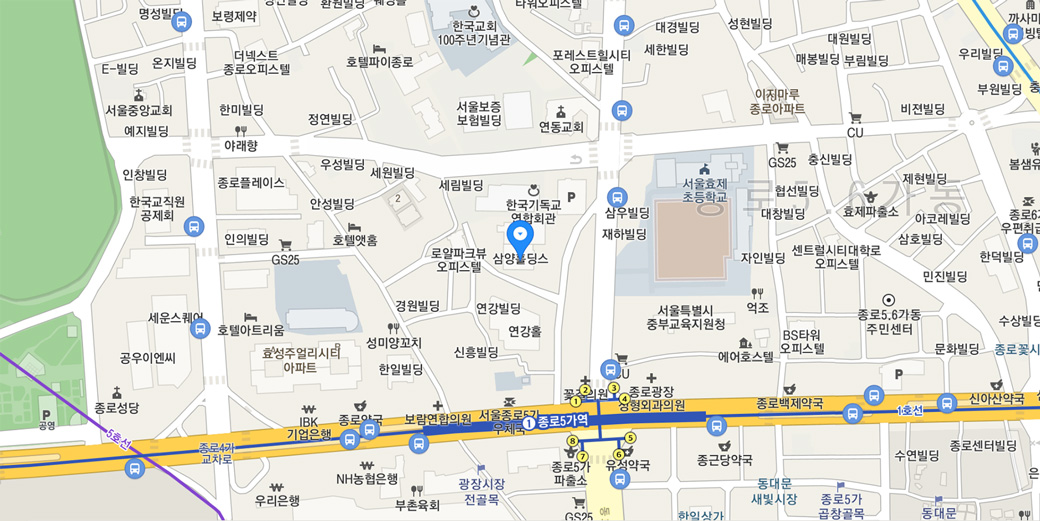 명성빌딩
보령제약
환원빌딩
타워오피스텔
한국교회
100주년기념관
대경빌딩
성현빌딩
세한빌딩
대원빌딩
매봉빌딩
부림빌딩
우리빌딩
부원빌딩
E-빌딩
온지빌딩
더넥스트
종로오피스텔
호텔파이종로
포레스트힐시티
오피스텔
서울중앙교회
예지빌딩
한미빌딩
야래향
정연빌딩
서울보증
보험빌딩
연동교회
이지마루
종로아파트
비젼빌딩
CU
GS25
충신빌딩
인창빌딩
종로플레이스
우성빌딩
세원빌딩
세림빌딩
한국기독교
연합회관
P
서울효제
초등학교
협선빌딩
제현빌딩
한국교직원
공제회
안성빌딩
2
삼우빌딩
대창빌딩
효제파출소
아코레빌딩
종로5.6가동
인의빌딩
호텔앳홈
GS25
로얄파크뷰
오피스텔
삼양홀딩스
재하빌딩
자인빌딩
센트럴시티대학로
오피스텔
삼호빌딩
한덕빌딩
민진빌딩
세운스퀘어
호텔아트리움
경원빌딩
연강빌딩
연강홀
서울특별시
중부교육지원청
억조
종로5,6가동
주민센터
수상빌딩
공우이엔씨
효성주얼리시티
아파트
성미양꼬치
한일빌딩
신흥빌딩
에어호스텔
BS타워
오피스텔
문화빌딩
P
공영
종로성당
IBK
기업은행
종로약국
보람연합의원
서울종로5가
우체국
1 종로5가역
1
2
3
4
5
6
7
8
종로광장
성형외과의원
종로백제약국
P
신아산약국
1호선
5호선
종로4가
교차로
NH농협은행
우리은행
부촌육회
광장시장
전골목
종로5가
파출소
GS25
유성약국
종근당약국
한일상가
동대문
새빛시장
종로5가
곱창골목
수연빌딩
종로센터빌딩
동대문